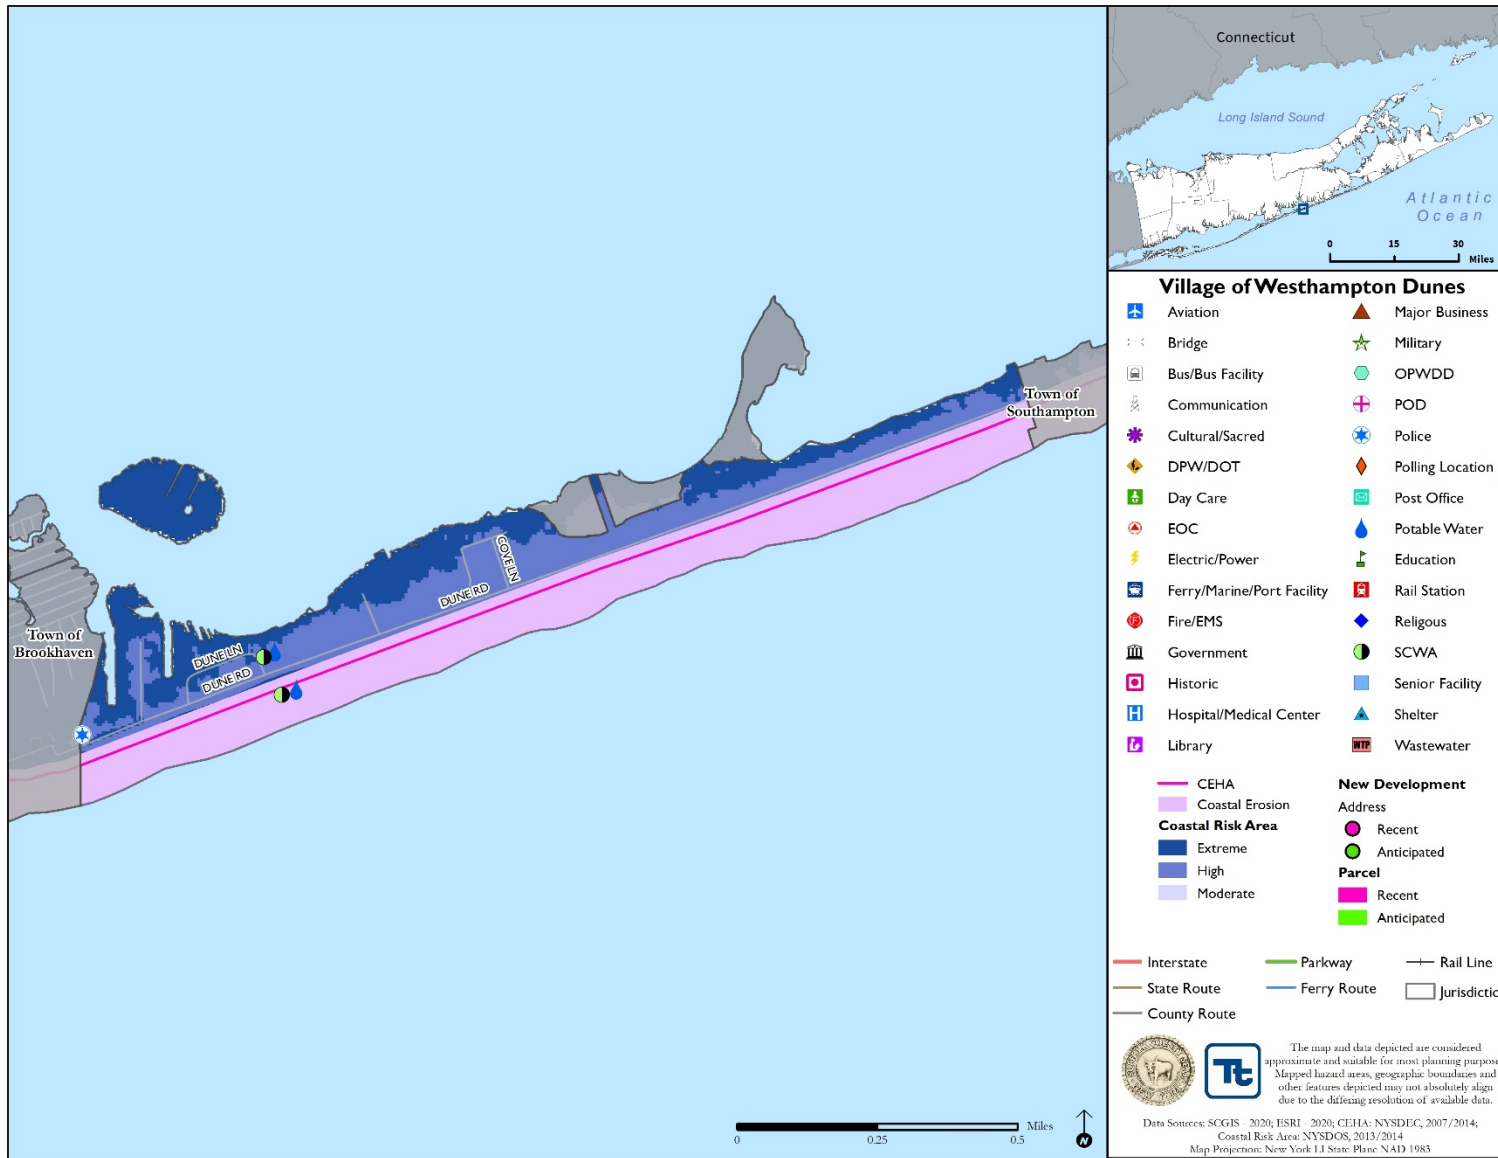 Connecticut
Long Island Sound
Atlantic
Ocean
0 15 30
Miles
Village of Westhampton Dunes
Aviation
Bridge
Bus/Bus Facility
Communication
Cultural/Sacred
DPW/DOT
Day Care
EOC
Electric/Power
Ferry/Marine/Port Facility
Fire/EMS
Government
Historic
Hospital/Medical Center
Library
Major Business
Military
OPWDD
POD
Police
Polling Location
Post Office
Potable Water
Education
Rail Station
Religous
SCWA
Senior Facility
Shelter
WTP Wastewater
CEHA
Coastal Erosion
Coastal Risk Area
Extreme
High
Moderate
New Development
Address
Recent
Anticipated
Parcel
Recent
Anticipated
Interstate
State Route
County Route
Parkway
Ferry Route
Rail Line
Jurisdictio
Tt
The map and data depicted are considered
approximate and suitable for most planning purpose
Mapped hazard areas, geographic boundaries and
other features depicted may not absolutely align
due to the differing resolution of available data.
Data Sources: SCGIS - 2020; ESRI - 2020; CEHA: NYSDEC, 2007/2014;
Coastal Risk Area: NYSDOS, 2013/2014
Map Projection: New York LI State Plane NAD 1983
Town of
Southampton
Town of
Brookhaven
COVE LN
DUNE RD
DUNE LN
DUNE RD
Miles
0 0.25 0.5
N